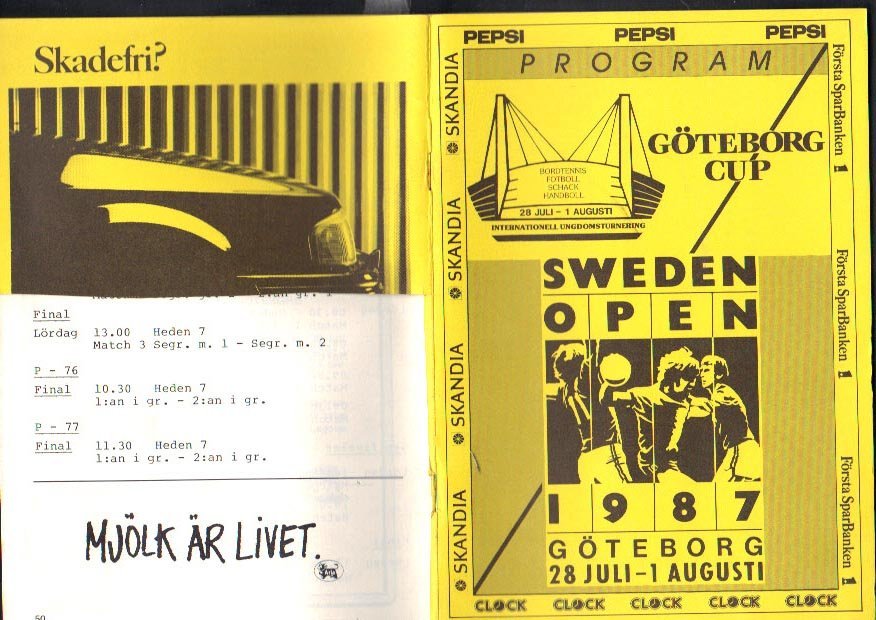 Skadefri?
Final
Lördag 13.00 Heden 7
Match 3 Segr. m. 1 - Segr. m. 2
P - 76
Final 10.30 Heden 7
1:an i gr. - 2:an i gr.
P - 77
Final 11.30 Heden 7
1:an i gr. - 2:an i gr.
MJÖLK ÄR LIVET.
50
PEPSI PEPSI PEPSI
PROGRAM
SKANDIA
SKANDIA
SKANDIA
SKANDIA
Första SparBanken 1
Första SparBanken 1
Första SparBanken 1
GÖTEBORG
CUP
BORDTENNIS
FOTBOLL
SCHACK
HANDBOLL
28 JULI – 1 AUGUSTI
INTERNATIONELL UNGDOMSTURNERING
SWEDEN
OPEN
1987
GÖTEBORG
28 JULI–1 AUGUSTI
CLOCK CLOCK CLOCK CLOCK CLOCK